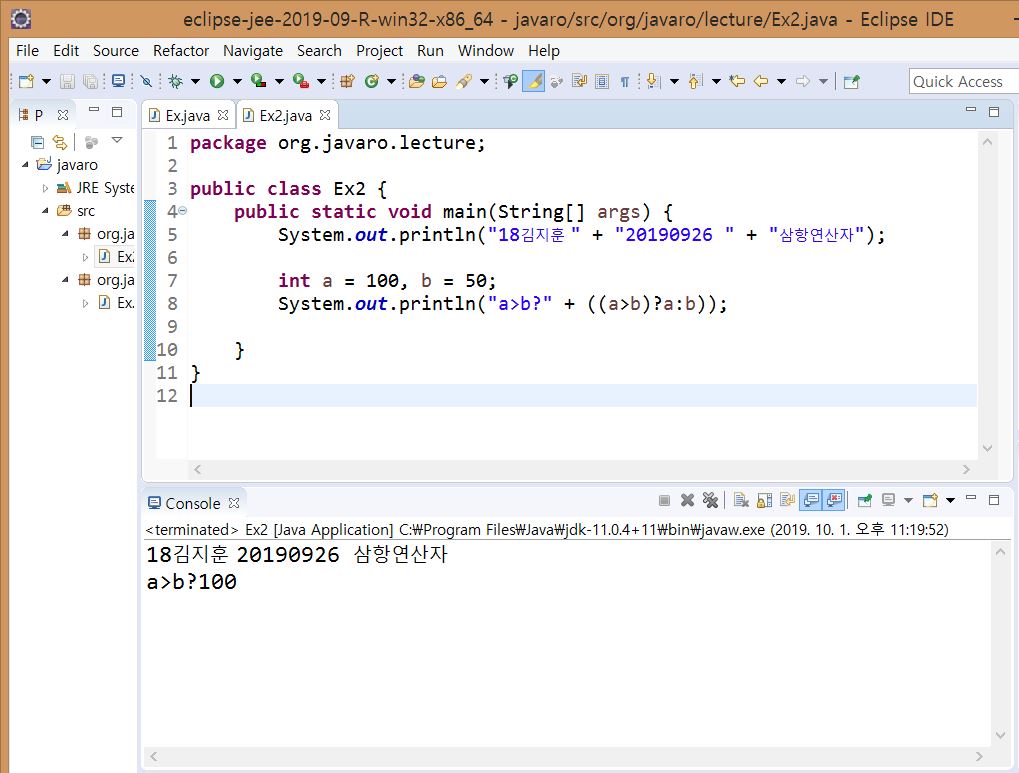 eclipse-jee-2019-09-R-win32-x86_64 - javaro/src/org/javaro/lecture/Ex2.java - Eclipse IDE
File Edit Source Refactor Navigate Search Project Run Window Help
Quick Access
P
javaro
JRE Syste
src
org.ja
Ex2
org.ja
Ex.
Ex.java Ex2.java
1 package org.javaro.lecture;
2
3 public class Ex2 {
4 public static void main(String[] args) {
5 System.out.println("18김지훈 " + "20190926 " + "삼항연산자");
6
7 int a = 100, b = 50;
8 System.out.println("a>b?" + ((a>b)?a:b));
9
10 }
11 }
12
Console
<terminated> Ex2 [Java Application] C:₩Program Files₩Java₩jdk-11.0.4+11₩bin₩javaw.exe (2019. 10. 1. 오후 11:19:52)
18김지훈 20190926 삼항연산자
a>b?100